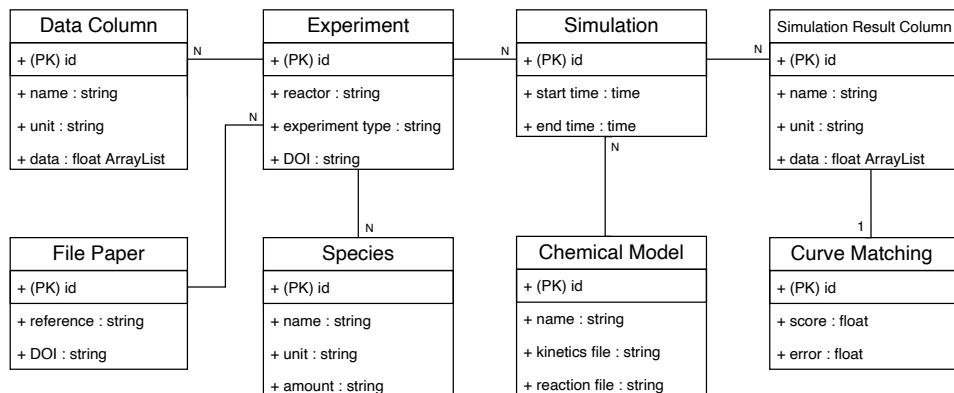 Data Column
+ (PK) id
+ name : string
+ unit : string
+ data : float ArrayList
N
Experiment
+ (PK) id
+ reactor : string
+ experiment type : string
+ DOI : string
N
N
Simulation
+ (PK) id
+ start time : time
+ end time : time
N
N
Simulation Result Column
+ (PK) id
+ name : string
+ unit : string
+ data : float ArrayList
N
1
File Paper
+ (PK) id
+ reference : string
+ DOI : string
Species
+ (PK) id
+ name : string
+ unit : string
+ amount : string
Chemical Model
+ (PK) id
+ name : string
+ kinetics file : string
+ reaction file : string
Curve Matching
+ (PK) id
+ score : float
+ error : float